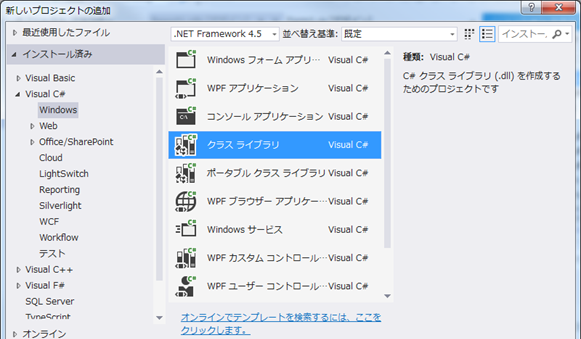 新しいプロジェクトの追加
最近使用したファイル
インストール済み
Visual Basic
Visual C#
Windows
Web
Office/SharePoint
Cloud
LightSwitch
Reporting
Silverlight
WCF
Workflow
テスト
Visual C++
Visual F#
SQL Server
TypeScript
オンライン
.NET Framework 4.5 並べ替え基準: 既定 インストー..
Windows フォーム アプリ… Visual C#
WPF アプリケーション Visual C#
コンソール アプリケーション Visual C#
クラス ライブラリ Visual C#
ポータブル クラス ライブラリ Visual C#
WPF ブラウザー アプリケー… Visual C#
Windows サービス Visual C#
WPF カスタム コントロール… Visual C#
WPF ユーザー コントロール… Visual C#
オンラインでテンプレートを検索するには、ここを
クリックします。
種類: Visual C#
C# クラス ライブラリ (.dll) を作成する
ためのプロジェクトです